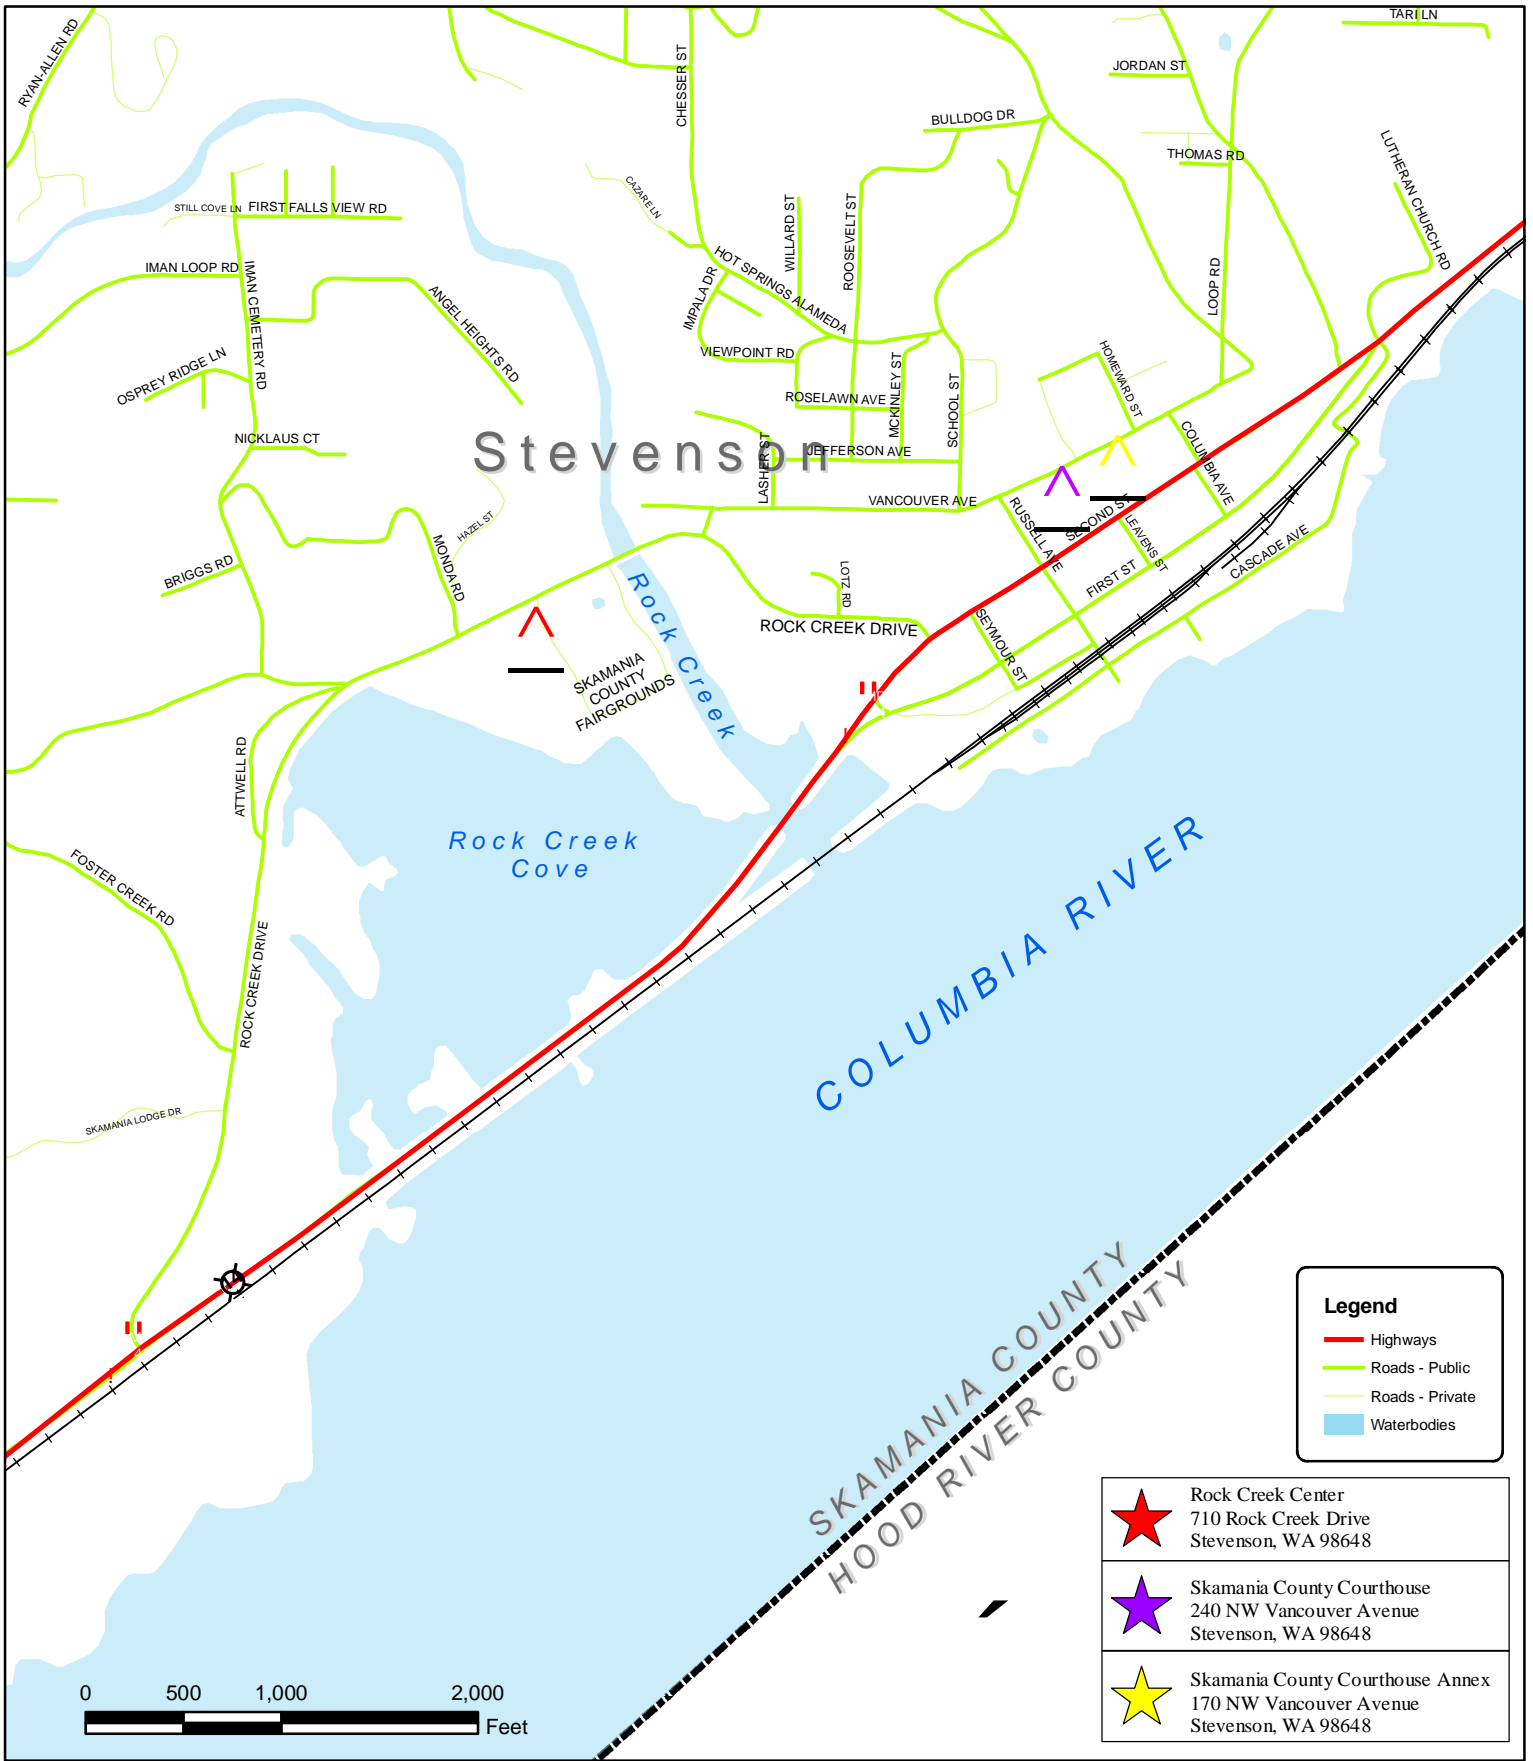 RYAN-ALLEN RD
TARI LN
CHESSER ST
JORDAN ST
BULLDOG DR
THOMAS RD
LUTHERAN CHURCH RD
STILL COVE LN
FIRST FALLS VIEW RD
CAZARE LN
WILLARD ST
ROOSEVELT ST
IMAN LOOP RD
IMAN CEMETERY RD
ANGEL HEIGHTS RD
HOT SPRINGS ALAMEDA
IMPALA DR
LOOP RD
VIEWPOINT RD
HOMEWARD ST
OSPREY RIDGE LN
ROSELAWN AVE
MCKINLEY ST
SCHOOL ST
NICKLAUS CT
Stevenson
LASHER ST
JEFFERSON AVE
COLUMBIA AVE
VANCOUVER AVE
RUSSELL AVE
SECOND ST
LEAVENS ST
HAZEL ST
MONDA RD
BRIGGS RD
CASCADE AVE
FIRST ST
LOTZ RD
Rock Creek
ROCK CREEK DRIVE
SEYMOUR ST
SKAMANIA
COUNTY
FAIRGROUNDS
ATTWELL RD
Rock Creek
Cove
COLUMBIA RIVER
FOSTER CREEK RD
ROCK CREEK DRIVE
SKAMANIA LODGE DR
14
SKAMANIA COUNTY
HOOD RIVER COUNTY
Legend
Highways
Roads - Public
Roads - Private
Waterbodies
Rock Creek Center
710 Rock Creek Drive
Stevenson, WA 98648
Skamania County Courthouse
240 NW Vancouver Avenue
Stevenson, WA 98648
Skamania County Courthouse Annex
170 NW Vancouver Avenue
Stevenson, WA 98648
0 500 1,000 2,000
Feet